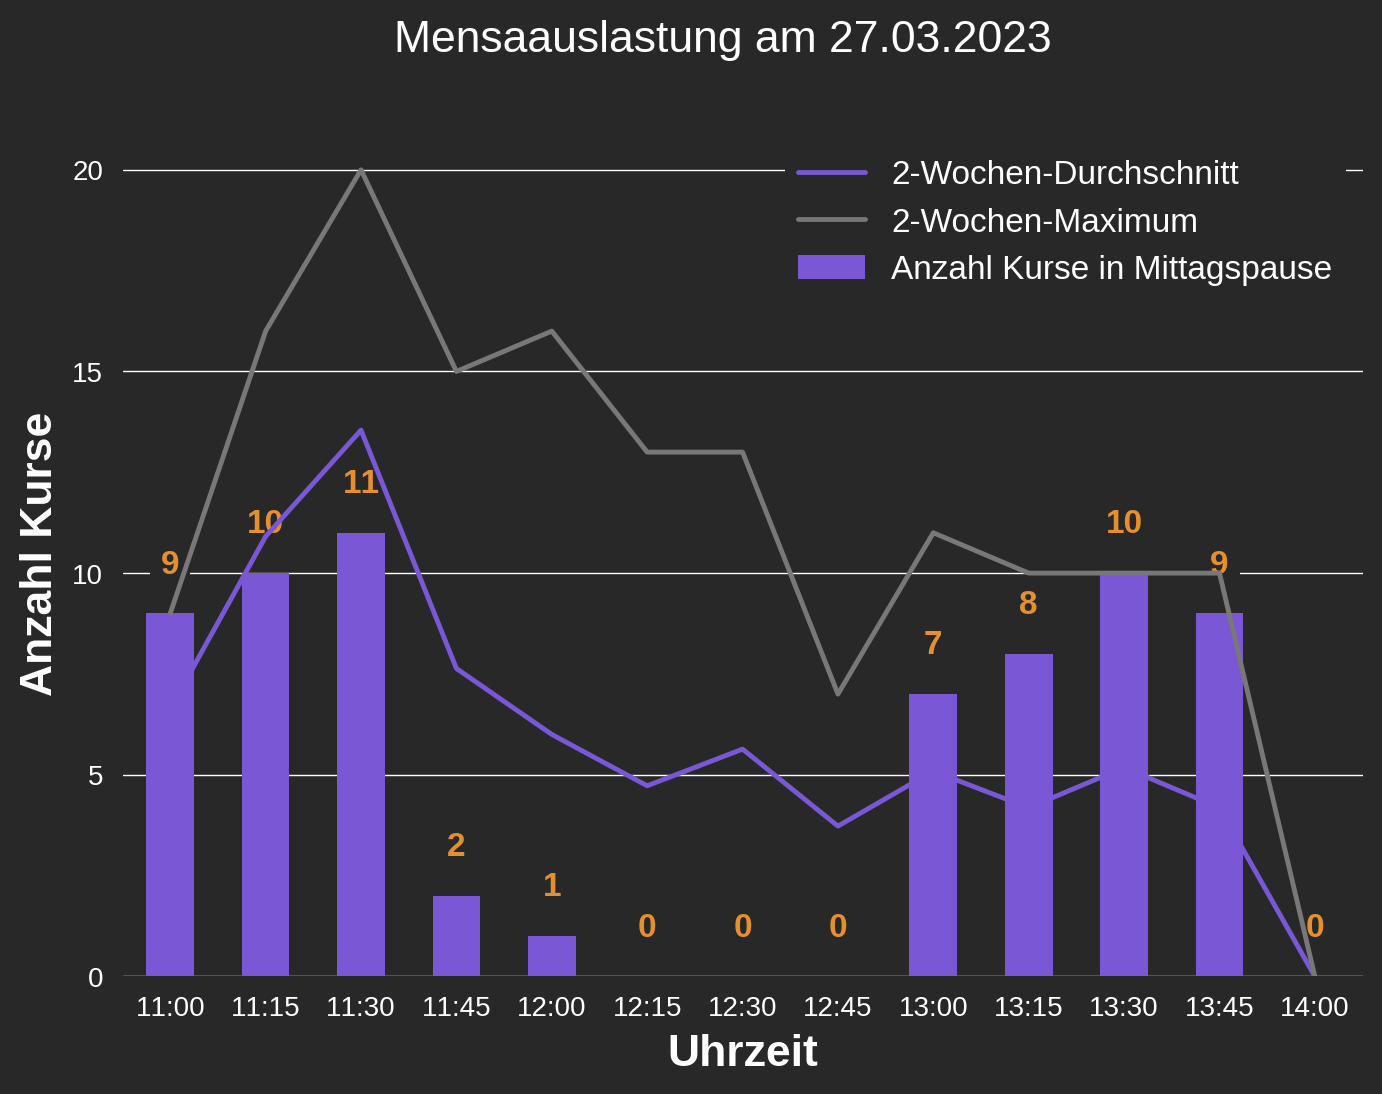 Mensaauslastung am 27.03.2023
2-Wochen-Durchschnitt
2-Wochen-Maximum
Anzahl Kurse in Mittagspause
Anzahl Kurse
20
15
10
5
0
9
10
11
2
1
0
0
0
7
8
10
9
0
11:00 11:15 11:30 11:45 12:00 12:15 12:30 12:45 13:00 13:15 13:30 13:45 14:00
Uhrzeit